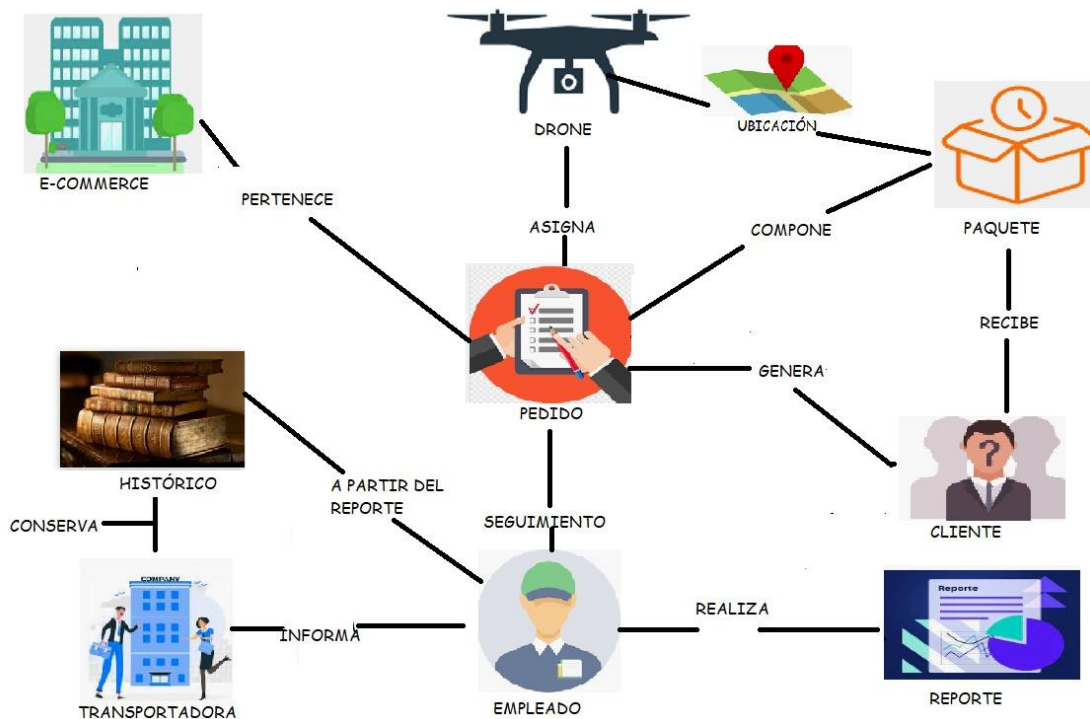 DRONE
UBICACIÓN
E-COMMERCE
PERTENECE
ASIGNA
COMPONE
PAQUETE
RECIBE
GENERA
PEDIDO
HISTÓRICO
A PARTIR DEL
REPORTE
SEGUIMIENTO
CONSERVA
CLIENTE
COMPANY
Reporte
REALIZA
INFORMA
TRANSPORTADORA
EMPLEADO
REPORTE